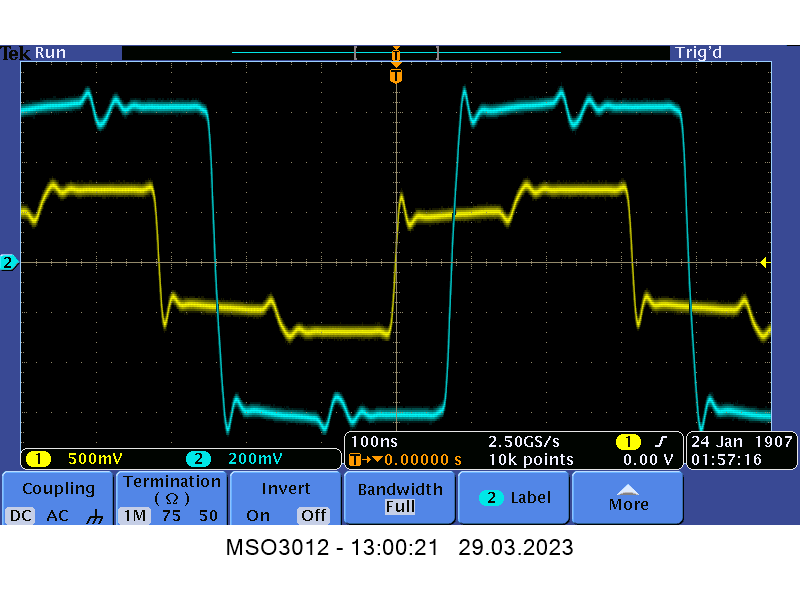 Tek Run Trig'd
T
T
2
100ns 2.50GS/s 1 24 Jan 1907
1 500mV 2 200mV T→▼0.00000 s 10k points 0.00 V 01:57:16
Coupling Termination Invert Bandwidth 2 Label More
(Ω) Full
DC AC 1M 75 50 On Off
MSO3012 - 13:00:21 29.03.2023